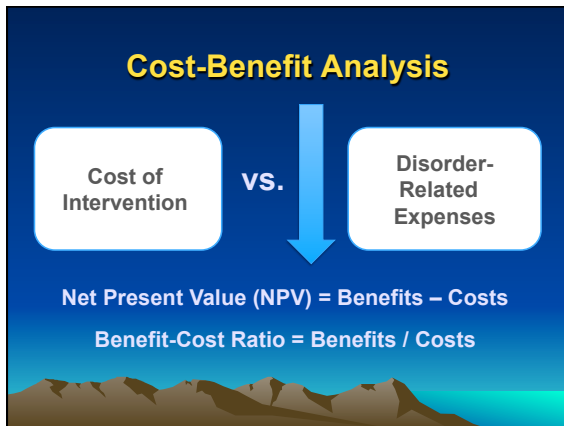 Cost-Benefit Analysis
Cost of
Intervention
vs.
Disorder-
Related
Expenses
Net Present Value (NPV) = Benefits – Costs
Benefit-Cost Ratio = Benefits / Costs